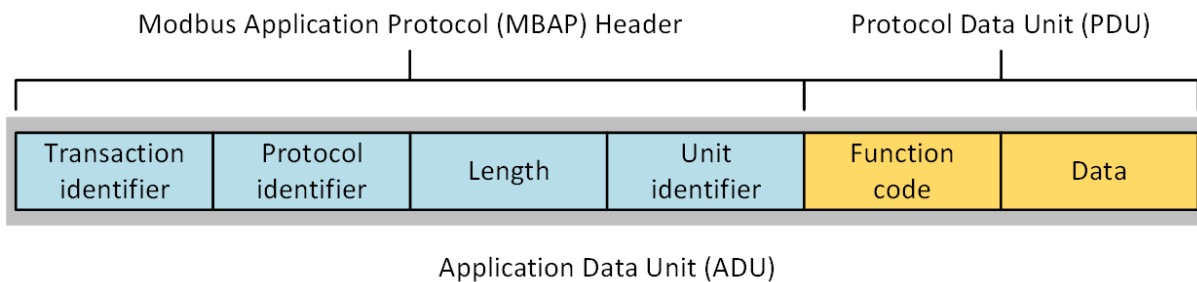 Modbus Application Protocol (MBAP) Header
Protocol Data Unit (PDU)
Transaction
identifier
Protocol
identifier
Length
Unit
identifier
Function
code
Data
Application Data Unit (ADU)